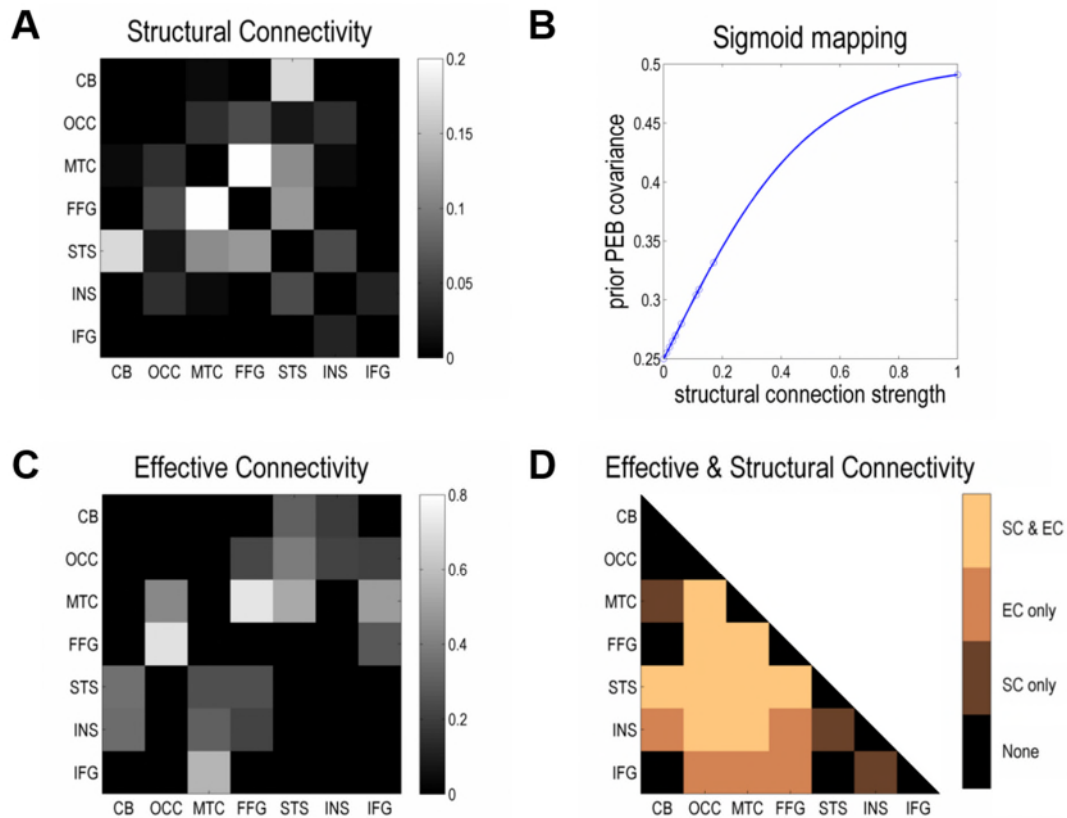 A
Structural Connectivity
CB
OCC
MTC
FFG
STS
INS
IFG
CB OCC MTC FFG STS INS IFG
0.2
0.15
0.1
0.05
0
B
Sigmoid mapping
prior PEB covariance
0.5
0.45
0.4
0.35
0.3
0.25
0 0.2 0.4 0.6 0.8 1
structural connection strength
C
Effective Connectivity
CB
OCC
MTC
FFG
STS
INS
IFG
CB OCC MTC FFG STS INS IFG
0.8
0.6
0.4
0.2
0
D
Effective & Structural Connectivity
CB
OCC
MTC
FFG
STS
INS
IFG
CB OCC MTC FFG STS INS IFG
SC & EC
EC only
SC only
None